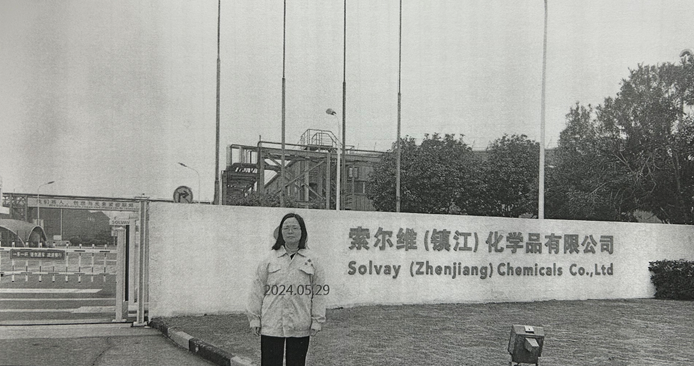 索尔维(镇江)化学品有限公司
Solvay (Zhenjiang) Chemicals Co.,Ltd
2024.05.29